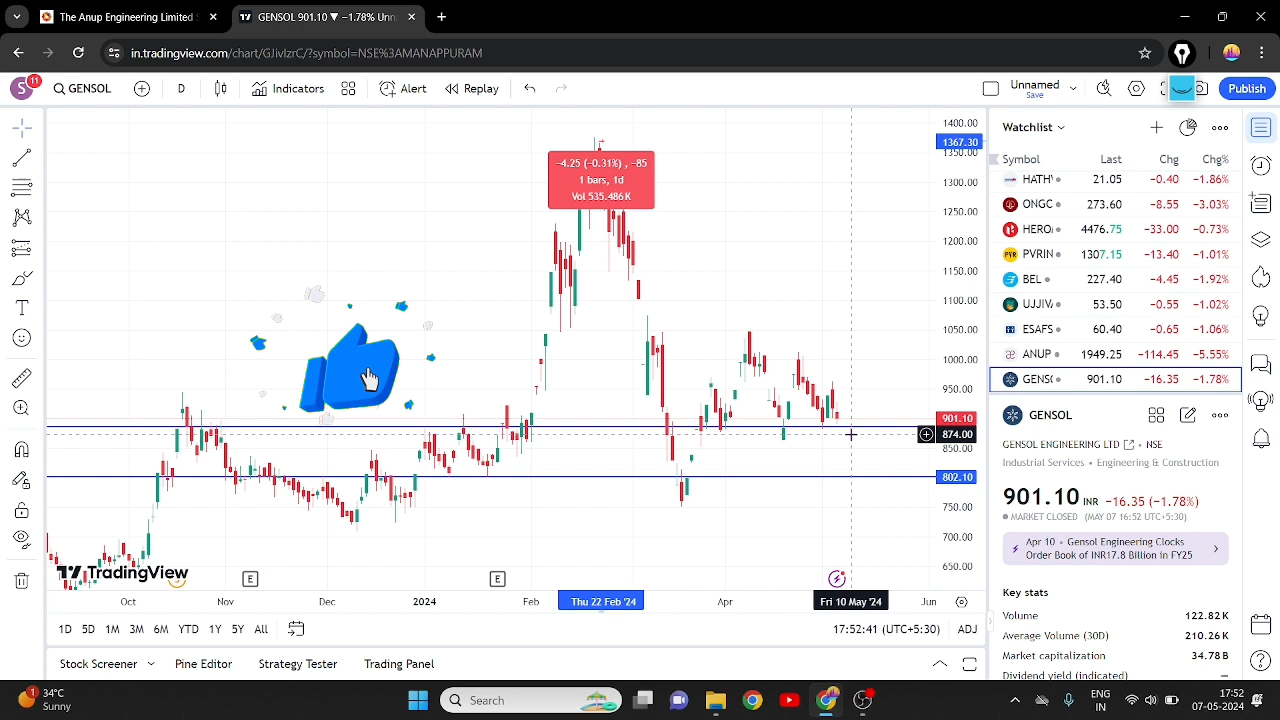 The Anup Engineering Limited
GENSOL 901.10 ▼ −1.78% Unn
in.tradingview.com/chart/GJivlzrC/?symbol=NSE%3AMANAPPURAM
S 11
GENSOL
D
Indicators
Alert
Replay
Unnamed
Save
Publish
1400.00
1367.30
1350.00
1300.00
1250.00
1200.00
1150.00
1100.00
1050.00
1000.00
950.00
901.10
874.00
850.00
802.10
750.00
700.00
650.00
−4.25 (−0.31%) , −85
1 bars, 1d
Vol 535.486 K
TradingView
E
E
Oct
Nov
Dec
2024
Feb
Thu 22 Feb '24
Apr
Fri 10 May '24
Jun
1D 5D 1M 3M 6M YTD 1Y 5Y All
17:52:41 (UTC+5:30)
ADJ
Stock Screener
Pine Editor
Strategy Tester
Trading Panel
Watchlist
Symbol Last Chg Chg%
HATH 21.05 −0.40 −1.86%
ONGC 273.60 −8.55 −3.03%
HERO 4476.75 −33.00 −0.73%
PVR PVRIN 1307.15 −13.40 −1.01%
BEL 227.40 −4.45 −1.92%
UJJIVA 53.50 −0.55 −1.02%
ESAFS 60.40 −0.65 −1.06%
ANUP 1949.25 −114.45 −5.55%
GENSO 901.10 −16.35 −1.78%
GENSOL
GENSOL ENGINEERING LTD • NSE
Industrial Services • Engineering & Construction
901.10 INR −16.35 (−1.78%)
MARKET CLOSED (MAY 07 16:52 UTC+5:30)
Apr 10 • Gensol Engineering Clocks
Order Book of INR17.8 Billion in FY25
Key stats
Volume 122.82 K
Average Volume (30D) 210.26 K
Market capitalization 34.78 B
Dividend yield (indicated) —
1
34°C
Sunny
Search
ENG
IN
17:52
07-05-2024